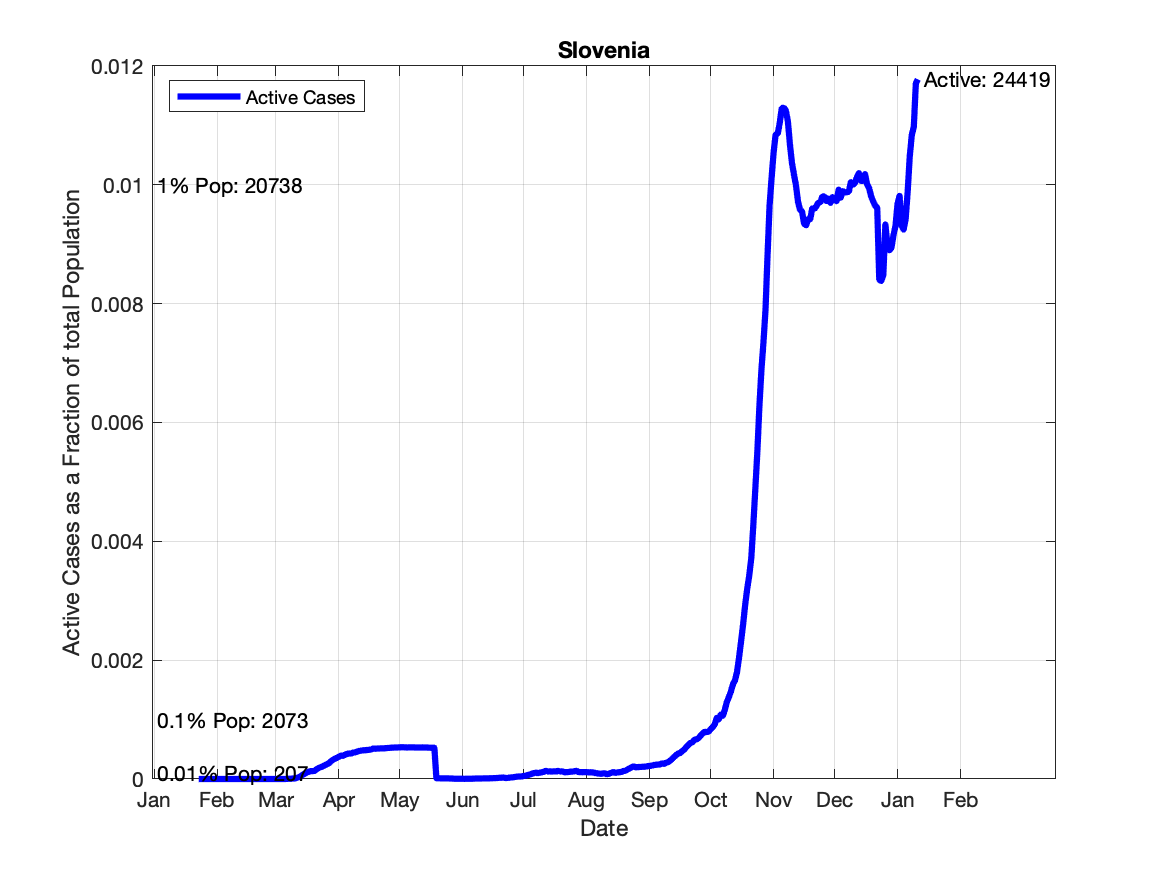 Slovenia
0.012
Active Cases
Active: 24419
0.01
1% Pop: 20738
0.008
0.006
0.004
0.002
0.1% Pop: 2073
0
0.01% Pop: 207
Active Cases as a Fraction of total Population
Jan Feb Mar Apr May Jun Jul Aug Sep Oct Nov Dec Jan Feb
Date